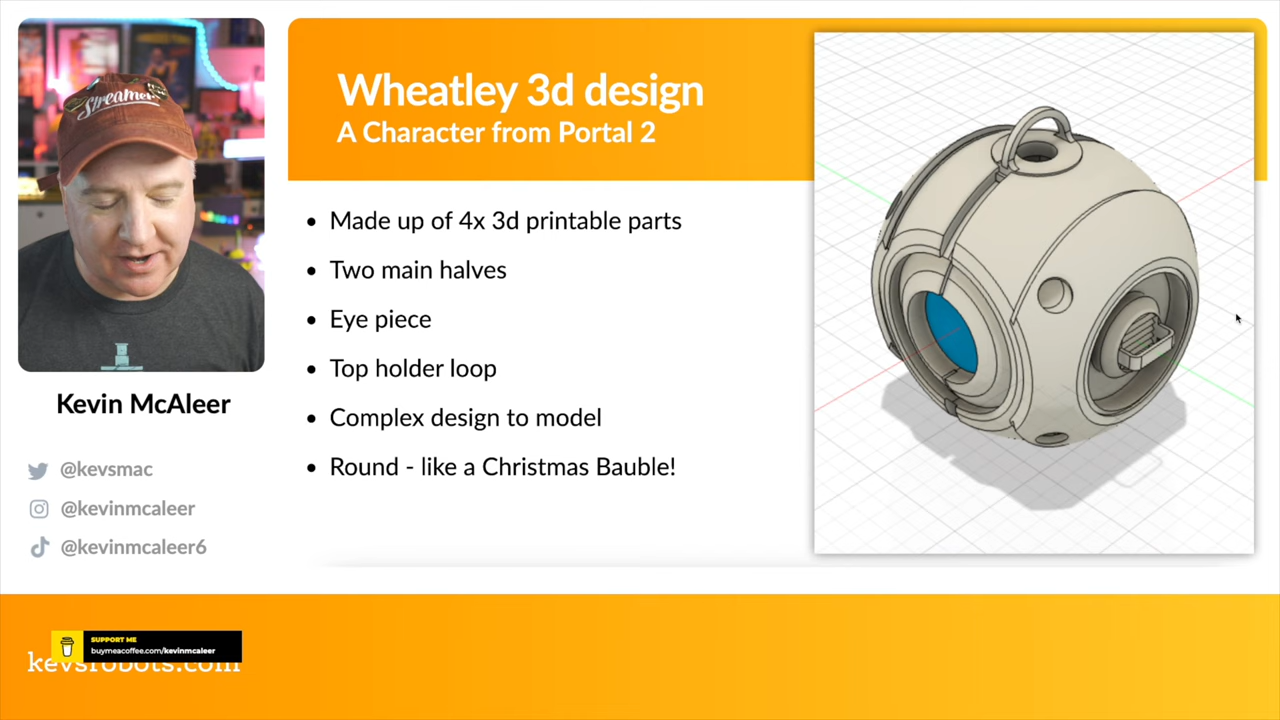 Streamer
Kevin McAleer
@kevsmac
@kevinmcaleer
@kevinmcaleer6
Wheatley 3d design
A Character from Portal 2
• Made up of 4x 3d printable parts
• Two main halves
• Eye piece
• Top holder loop
• Complex design to model
• Round - like a Christmas Bauble!
SUPPORT ME
buymeacoffee.com/kevinmcaleer
kevsrobots.com